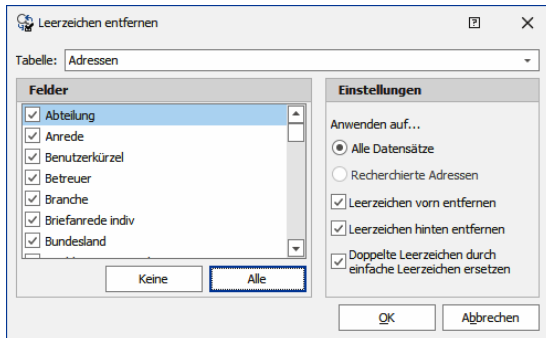 Leerzeichen entfernen
Tabelle: Adressen
Felder
Abteilung
Anrede
Benutzerkürzel
Betreuer
Branche
Briefanrede indiv
Bundesland
Keine Alle
Einstellungen
Anwenden auf...
Alle Datensätze
Recherchierte Adressen
Leerzeichen vorn entfernen
Leerzeichen hinten entfernen
Doppelte Leerzeichen durch
einfache Leerzeichen ersetzen
OK Abbrechen